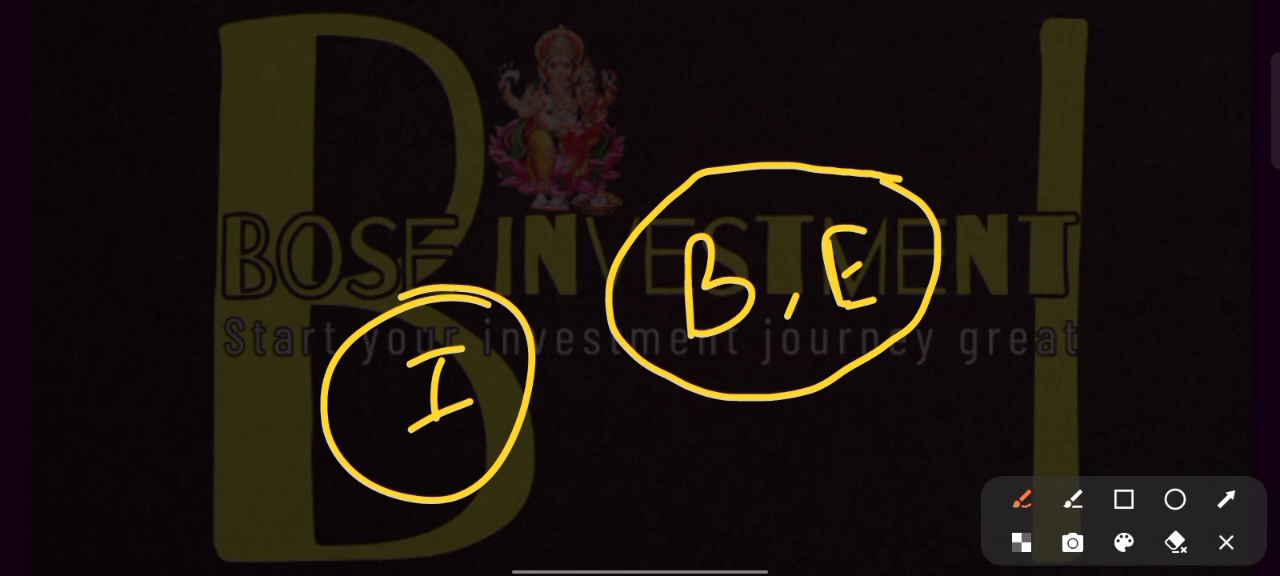 B I
BOSE INVESTMENT
Start your investment journey great
B, E
I